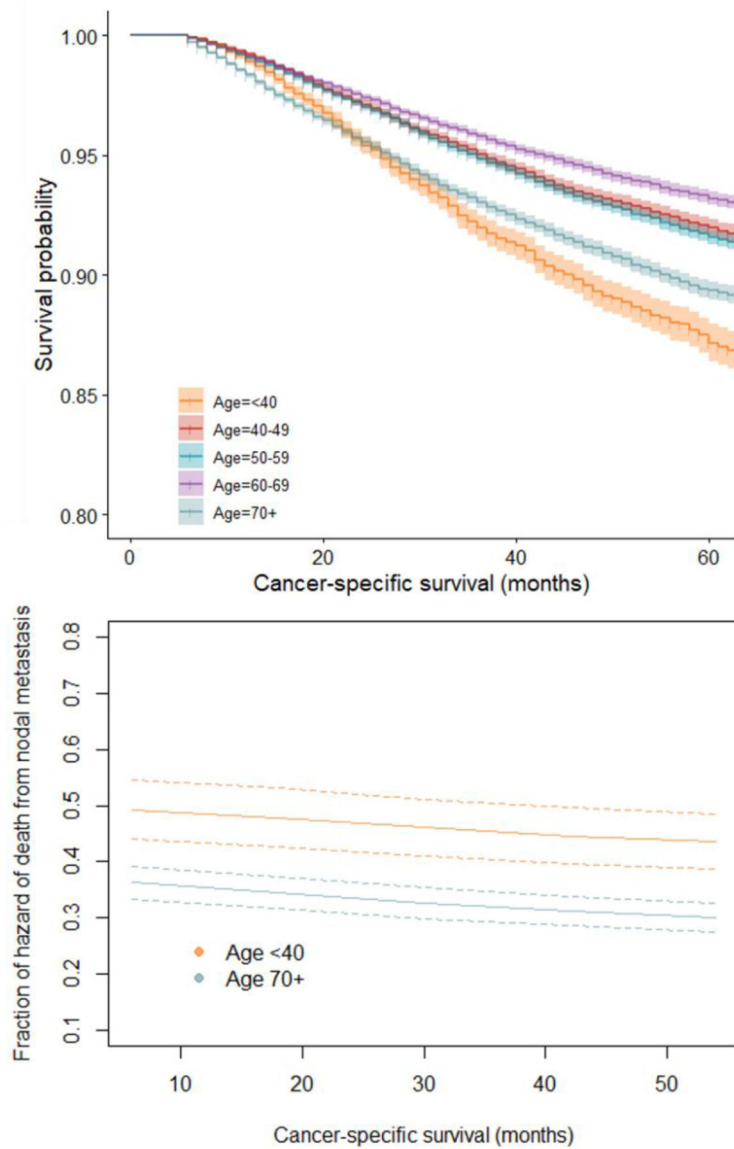 Survival probability
1.00
0.95
0.90
0.85
0.80
Age=<40
Age=40-49
Age=50-59
Age=60-69
Age=70+
0 20 40 60
Cancer-specific survival (months)
Fraction of hazard of death from nodal metastasis
0.8
0.7
0.6
0.5
0.4
0.3
0.2
0.1
Age <40
Age 70+
10 20 30 40 50
Cancer-specific survival (months)